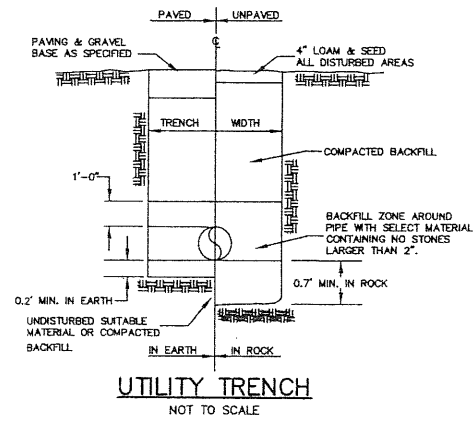 PAVED
UNPAVED
℄
PAVING & GRAVEL
BASE AS SPECIFIED
4" LOAM & SEED
ALL DISTURBED AREAS
TRENCH
WIDTH
COMPACTED BACKFILL
1'-0"
BACKFILL ZONE AROUND
PIPE WITH SELECT MATERIAL
CONTAINING NO STONES
LARGER THAN 2".
0.2' MIN. IN EARTH
0.7' MIN. IN ROCK
UNDISTURBED SUITABLE
MATERIAL OR COMPACTED
BACKFILL
IN EARTH
IN ROCK
UTILITY TRENCH
NOT TO SCALE